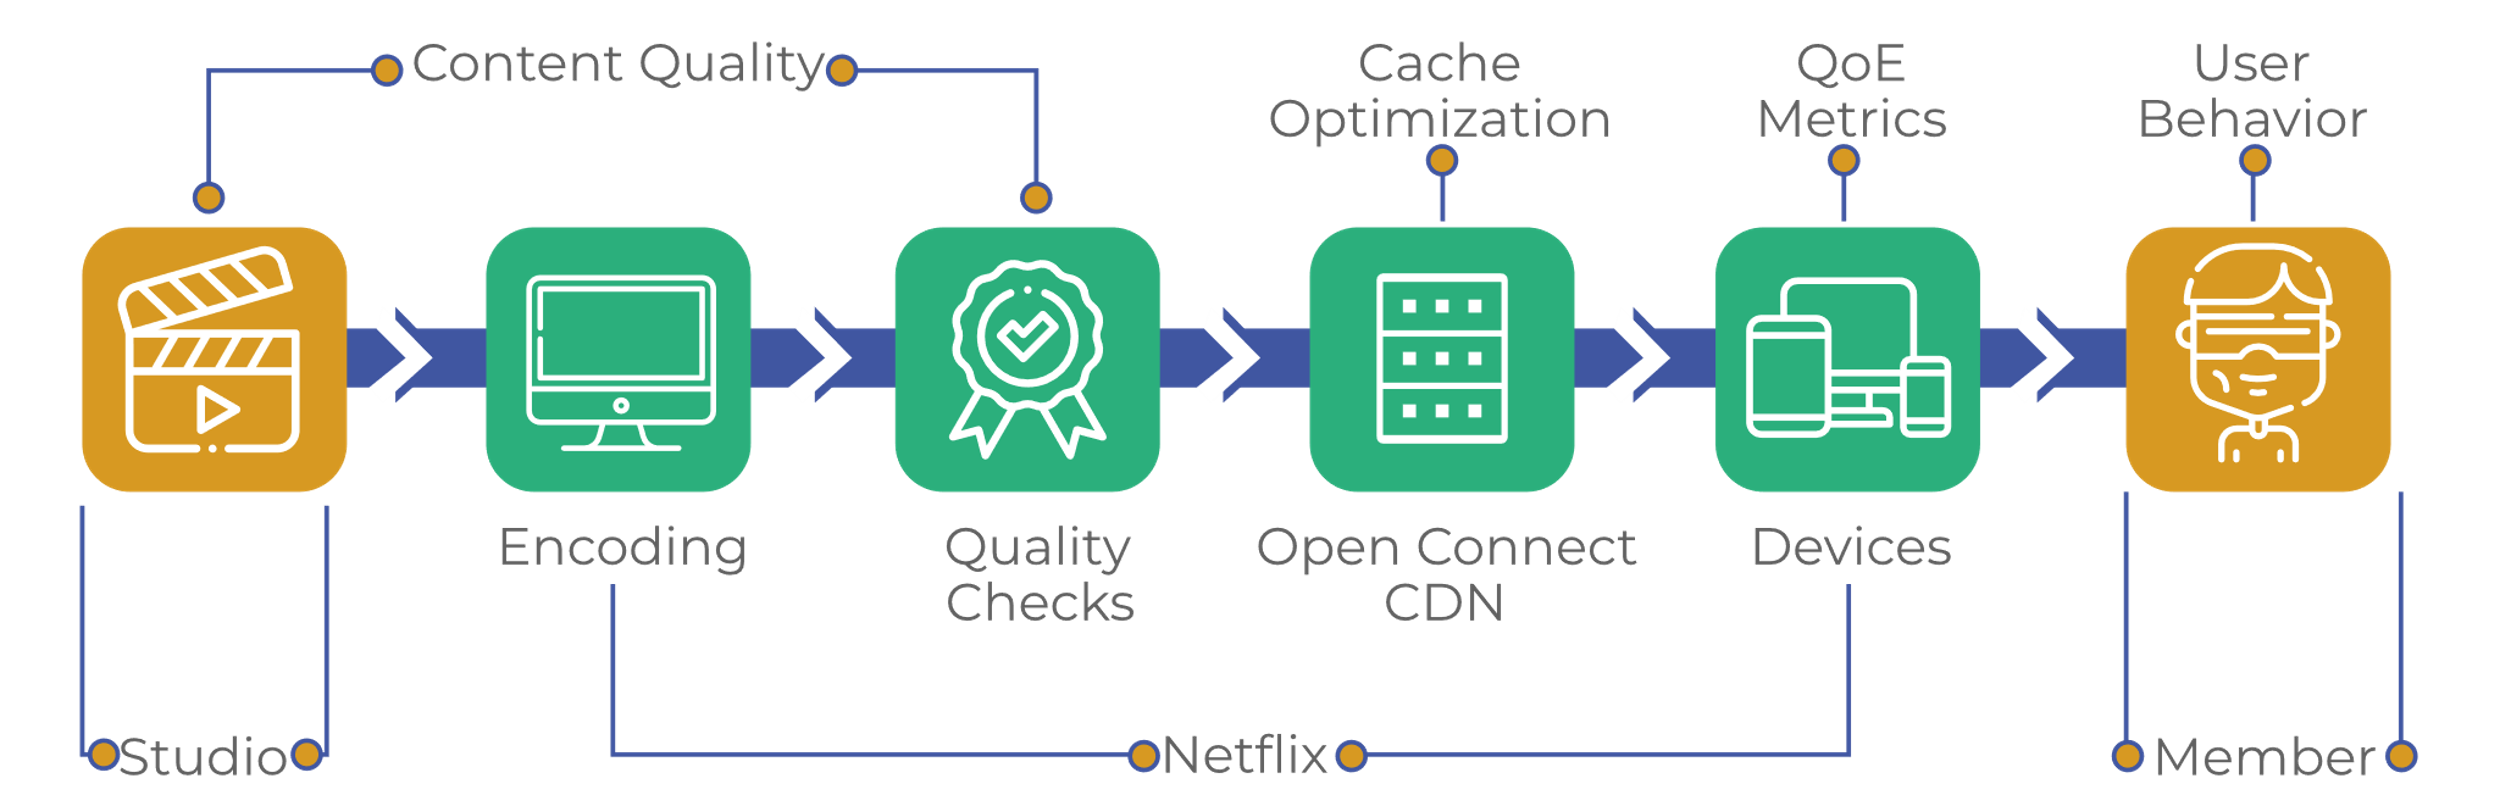 Content Quality
Cache
Optimization
QoE
Metrics
User
Behavior
Encoding
Quality
Checks
Open Connect
CDN
Devices
Studio
Netflix
Member